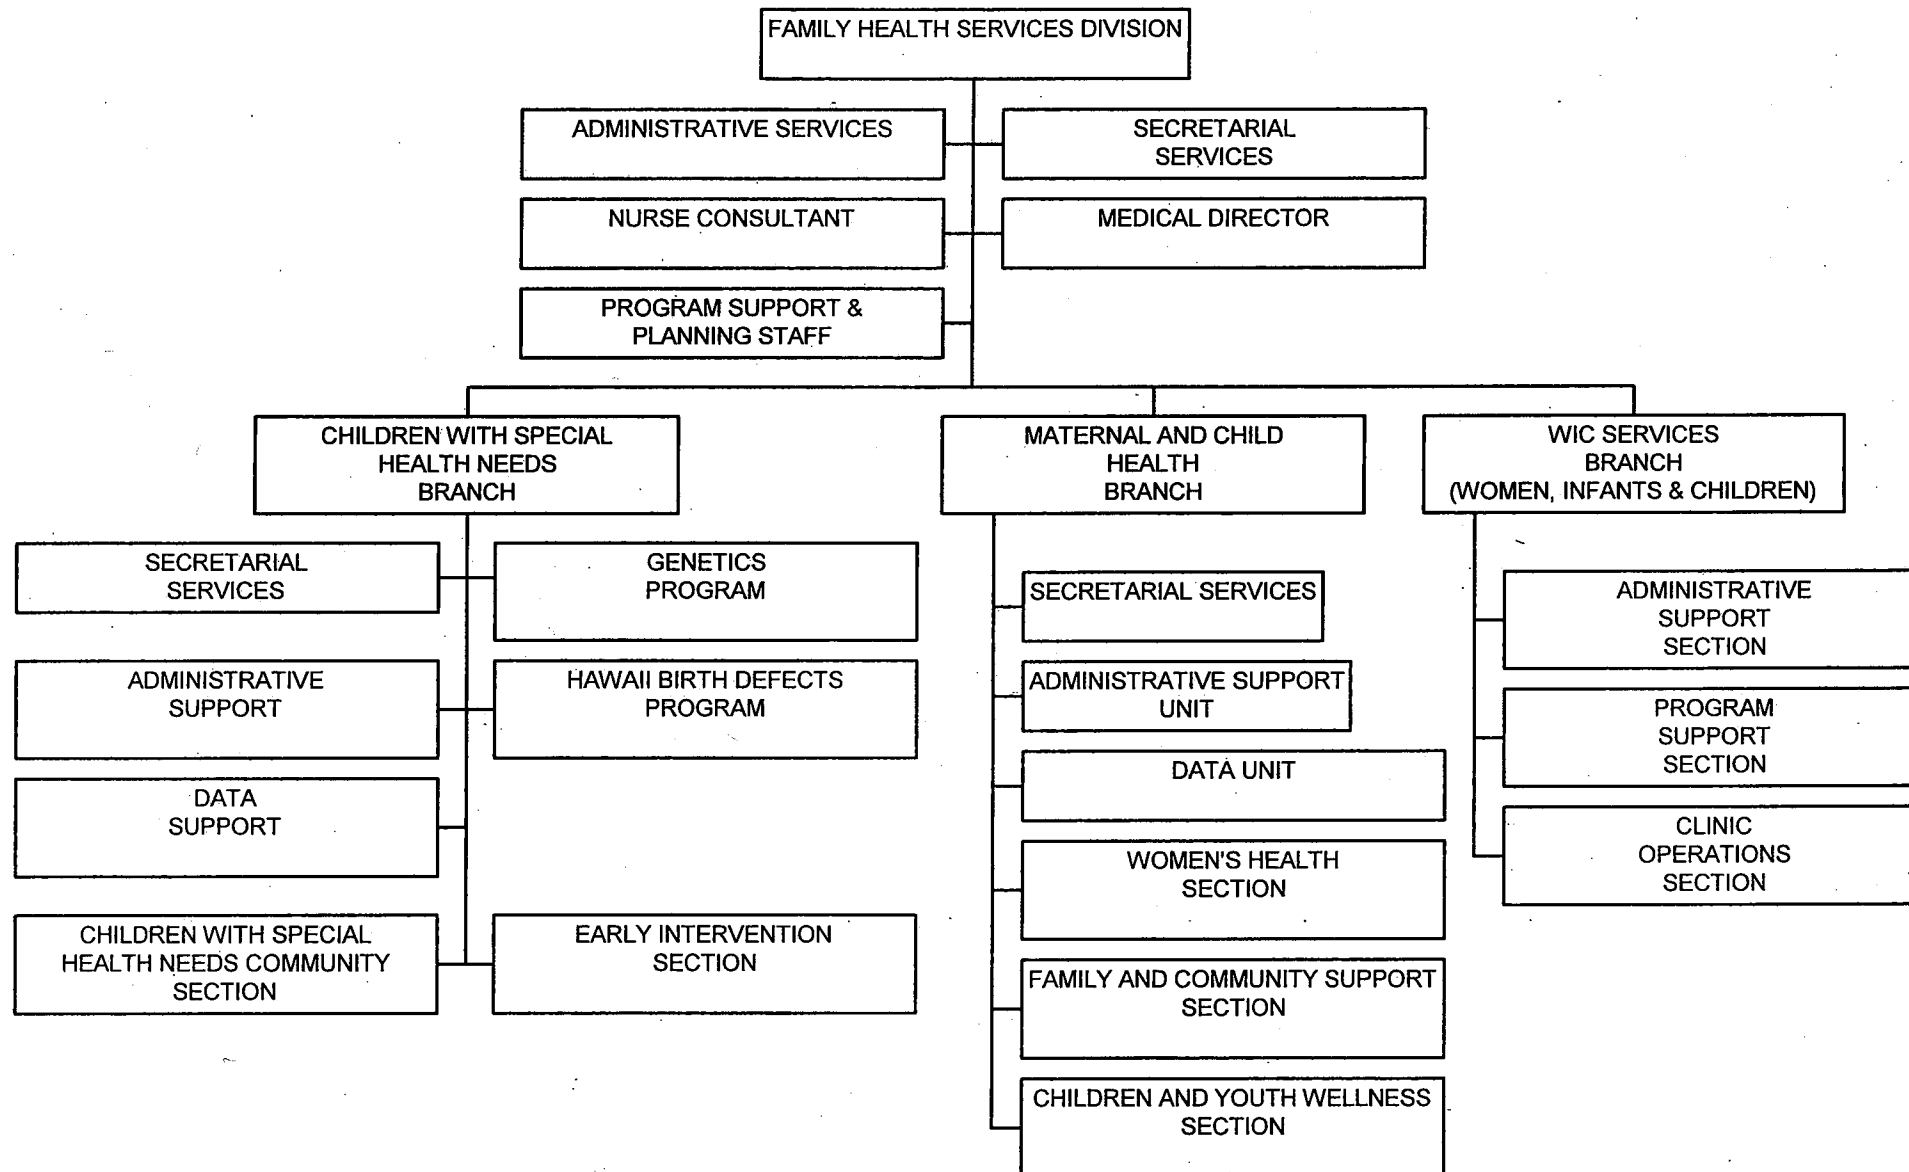 FAMILY HEALTH SERVICES DIVISION
ADMINISTRATIVE SERVICES
SECRETARIAL
SERVICES
NURSE CONSULTANT
MEDICAL DIRECTOR
PROGRAM SUPPORT &
PLANNING STAFF
CHILDREN WITH SPECIAL
HEALTH NEEDS
BRANCH
MATERNAL AND CHILD
HEALTH
BRANCH
WIC SERVICES
BRANCH
(WOMEN, INFANTS & CHILDREN)
SECRETARIAL
SERVICES
GENETICS
PROGRAM
ADMINISTRATIVE
SUPPORT
HAWAII BIRTH DEFECTS
PROGRAM
DATA
SUPPORT
CHILDREN WITH SPECIAL
HEALTH NEEDS COMMUNITY
SECTION
EARLY INTERVENTION
SECTION
SECRETARIAL SERVICES
ADMINISTRATIVE SUPPORT
UNIT
DATA UNIT
WOMEN'S HEALTH
SECTION
FAMILY AND COMMUNITY SUPPORT
SECTION
CHILDREN AND YOUTH WELLNESS
SECTION
ADMINISTRATIVE
SUPPORT
SECTION
PROGRAM
SUPPORT
SECTION
CLINIC
OPERATIONS
SECTION